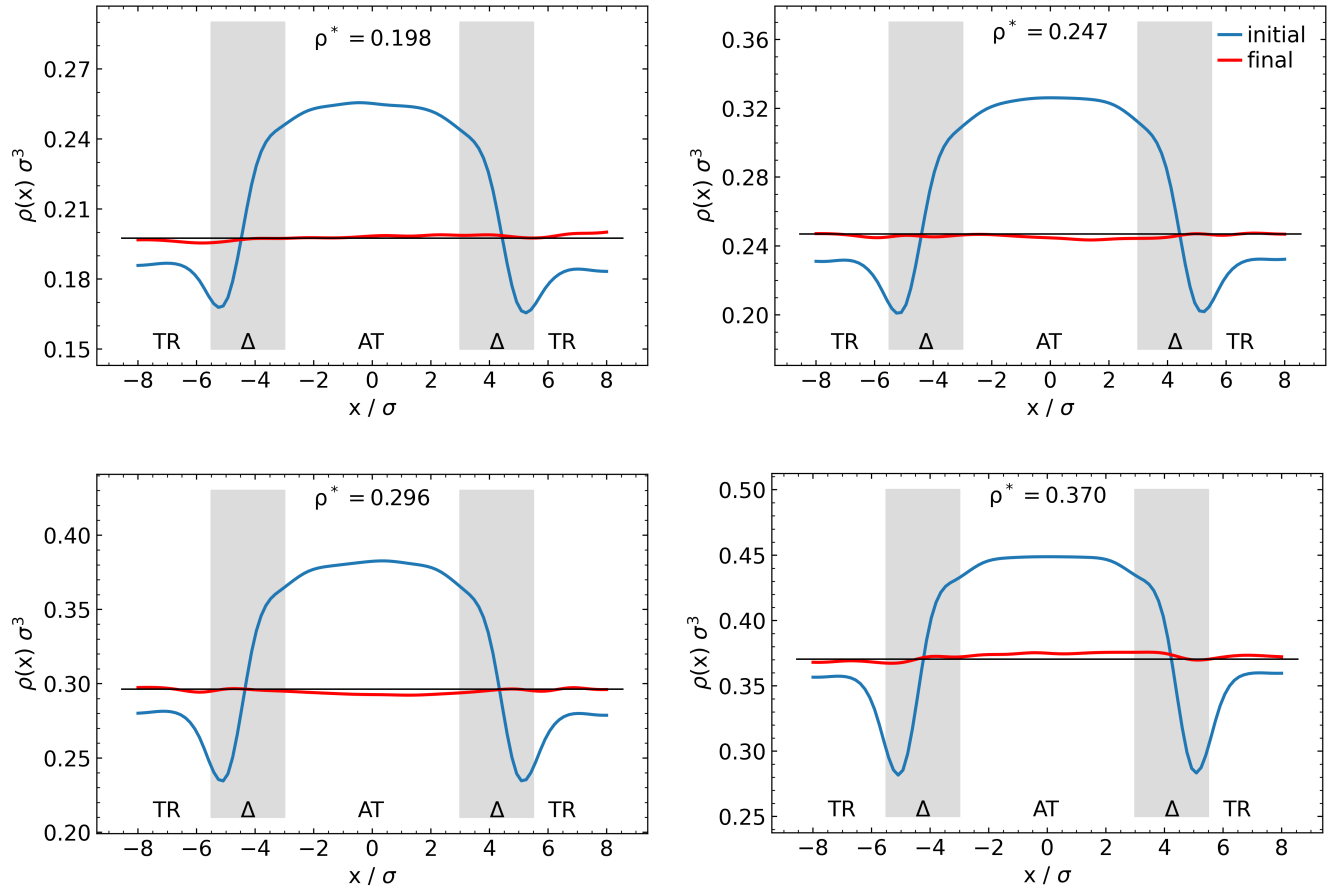 ρ* = 0.198
0.27
0.24
0.21
0.18
0.15
ρ(x) σ³
TR
Δ
AT
Δ
TR
−8 −6 −4 −2 0 2 4 6 8
x / σ
ρ* = 0.247
initial
final
0.36
0.32
0.28
0.24
0.20
ρ(x) σ³
TR
Δ
AT
Δ
TR
−8 −6 −4 −2 0 2 4 6 8
x / σ
ρ* = 0.296
0.40
0.35
0.30
0.25
0.20
ρ(x) σ³
TR
Δ
AT
Δ
TR
−8 −6 −4 −2 0 2 4 6 8
x / σ
ρ* = 0.370
0.50
0.45
0.40
0.35
0.30
0.25
ρ(x) σ³
TR
Δ
AT
Δ
TR
−8 −6 −4 −2 0 2 4 6 8
x / σ